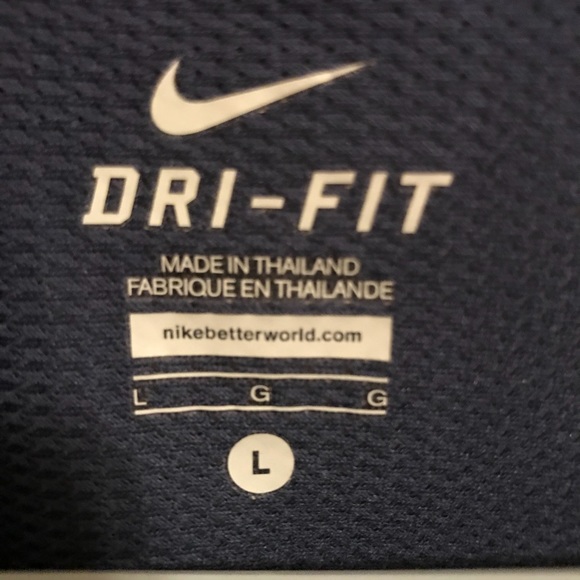 DRI-FIT
MADE IN THAILAND
FABRIQUE EN THAILANDE
nikebetterworld.com
L G G
L